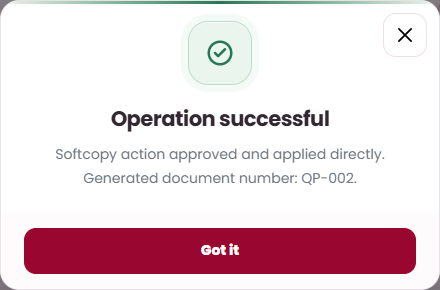 Operation successful
Softcopy action approved and applied directly.
Generated document number: QP-002.
Got it